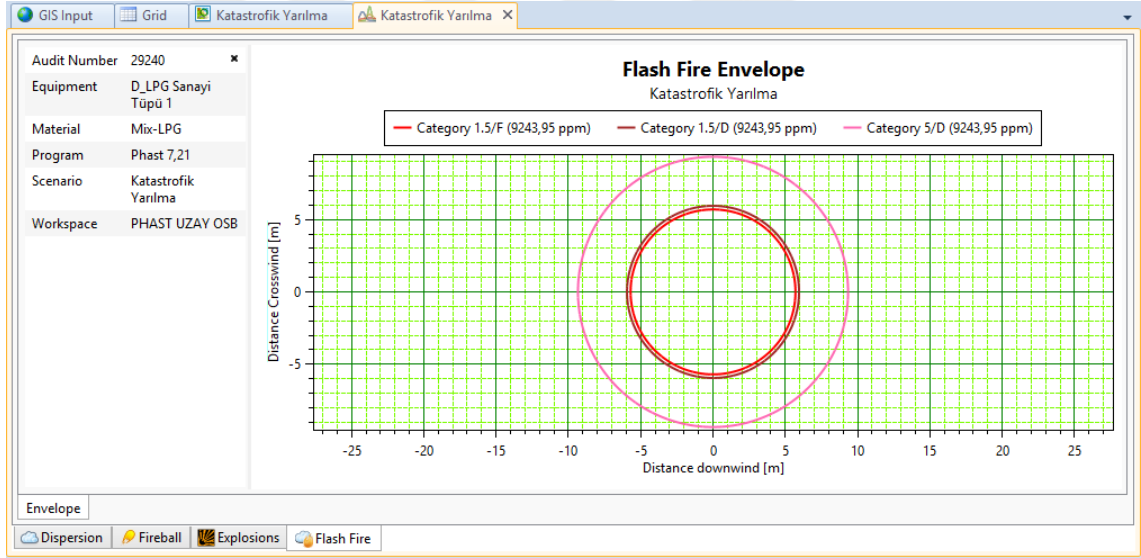 GIS Input
Grid
Katastrofik Yarılma
Katastrofik Yarılma
Audit Number 29240
Equipment D_LPG Sanayi
Tüpü 1
Material Mix-LPG
Program Phast 7,21
Scenario Katastrofik
Yarılma
Workspace PHAST UZAY OSB
Flash Fire Envelope
Katastrofik Yarılma
Category 1.5/F (9243,95 ppm) Category 1.5/D (9243,95 ppm) Category 5/D (9243,95 ppm)
Distance Crosswind [m]
5
0
-5
-25 -20 -15 -10 -5 0 5 10 15 20 25
Distance downwind [m]
Envelope
Dispersion Fireball Explosions Flash Fire